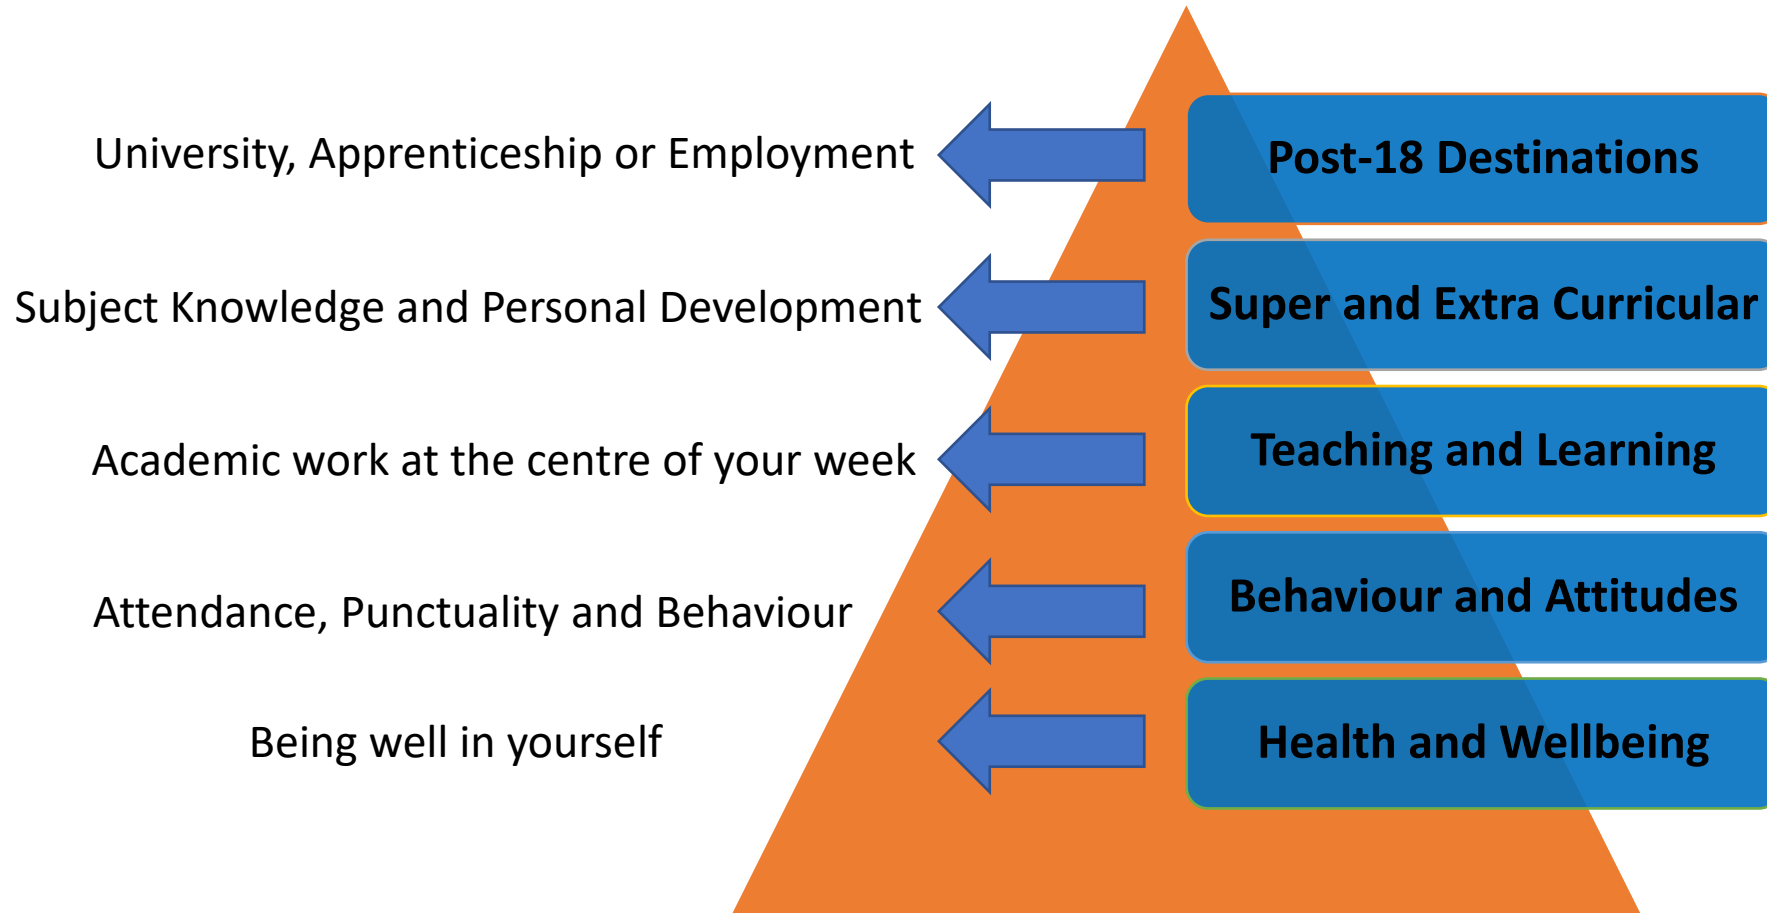 University, Apprenticeship or Employment
Post-18 Destinations
Subject Knowledge and Personal Development
Super and Extra Curricular
Academic work at the centre of your week
Teaching and Learning
Attendance, Punctuality and Behaviour
Behaviour and Attitudes
Being well in yourself
Health and Wellbeing